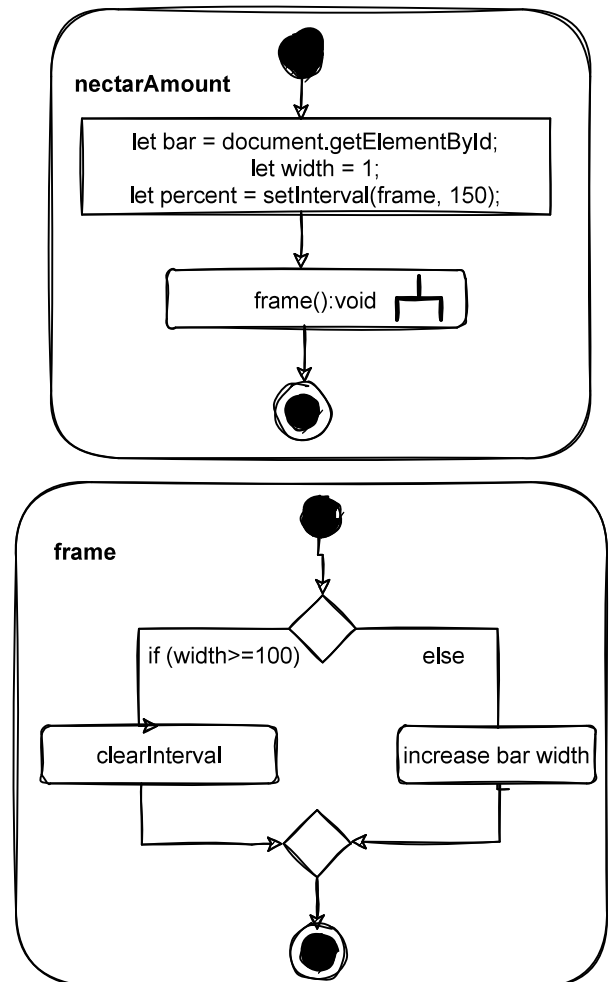 nectarAmount
let bar = document.getElementById;
let width = 1;
let percent = setInterval(frame, 150);
frame():void
frame
if (width>=100)
else
clearInterval
increase bar width